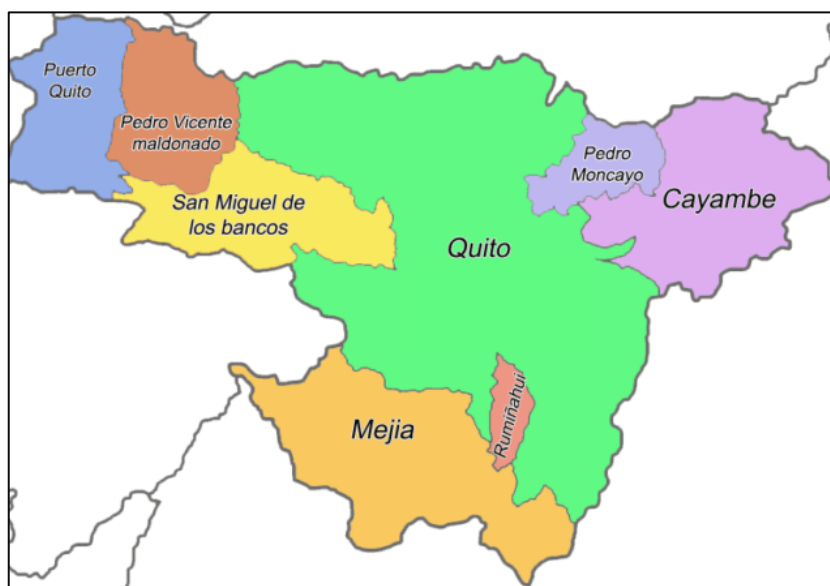 Puerto
Quito
Pedro Vicente
maldonado
San Miguel de
los bancos
Quito
Pedro
Moncayo
Cayambe
Mejia
Rumiñahui